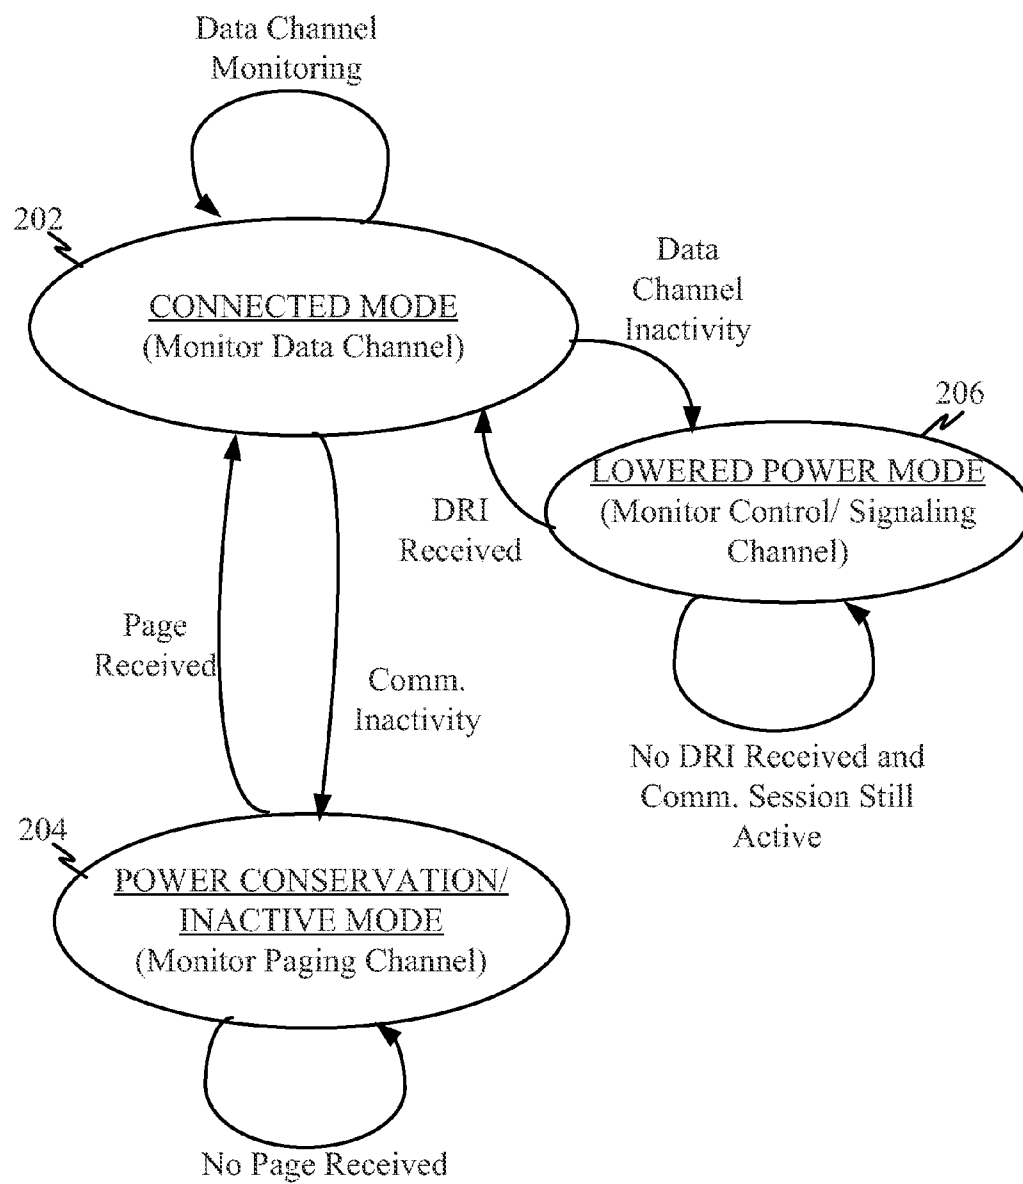 Data Channel
Monitoring
202
CONNECTED MODE
(Monitor Data Channel)
Data
Channel
Inactivity
206
LOWERED POWER MODE
(Monitor Control/ Signaling
Channel)
DRI
Received
Page
Received
Comm.
Inactivity
No DRI Received and
Comm. Session Still
Active
204
POWER CONSERVATION/
INACTIVE MODE
(Monitor Paging Channel)
No Page Received